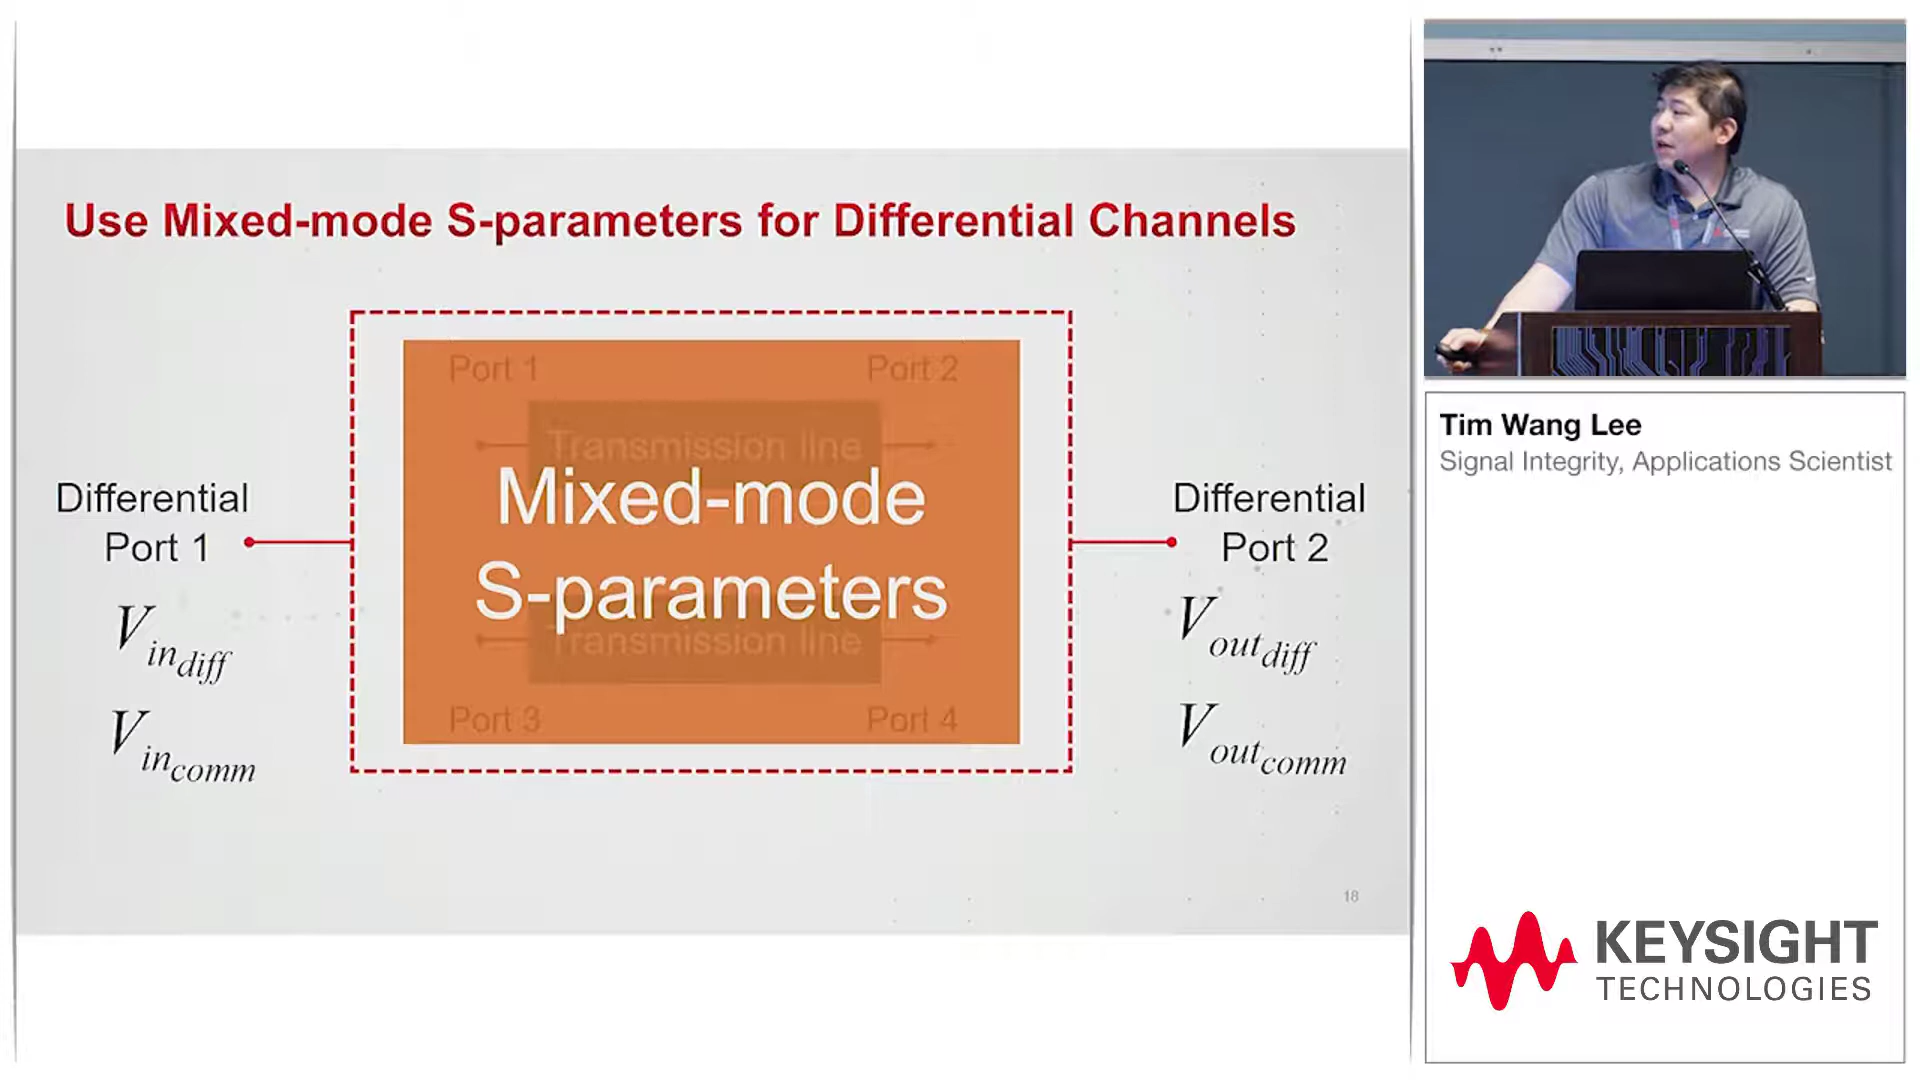 Use Mixed-mode S-parameters for Differential Channels
Port 1
Port 2
Transmission line
Mixed-mode
S-parameters
Transmission line
Port 3
Port 4
Differential
Port 1
V in diff
V in comm
Differential
Port 2
V out diff
V out comm
18
Tim Wang Lee
Signal Integrity, Applications Scientist
KEYSIGHT
TECHNOLOGIES